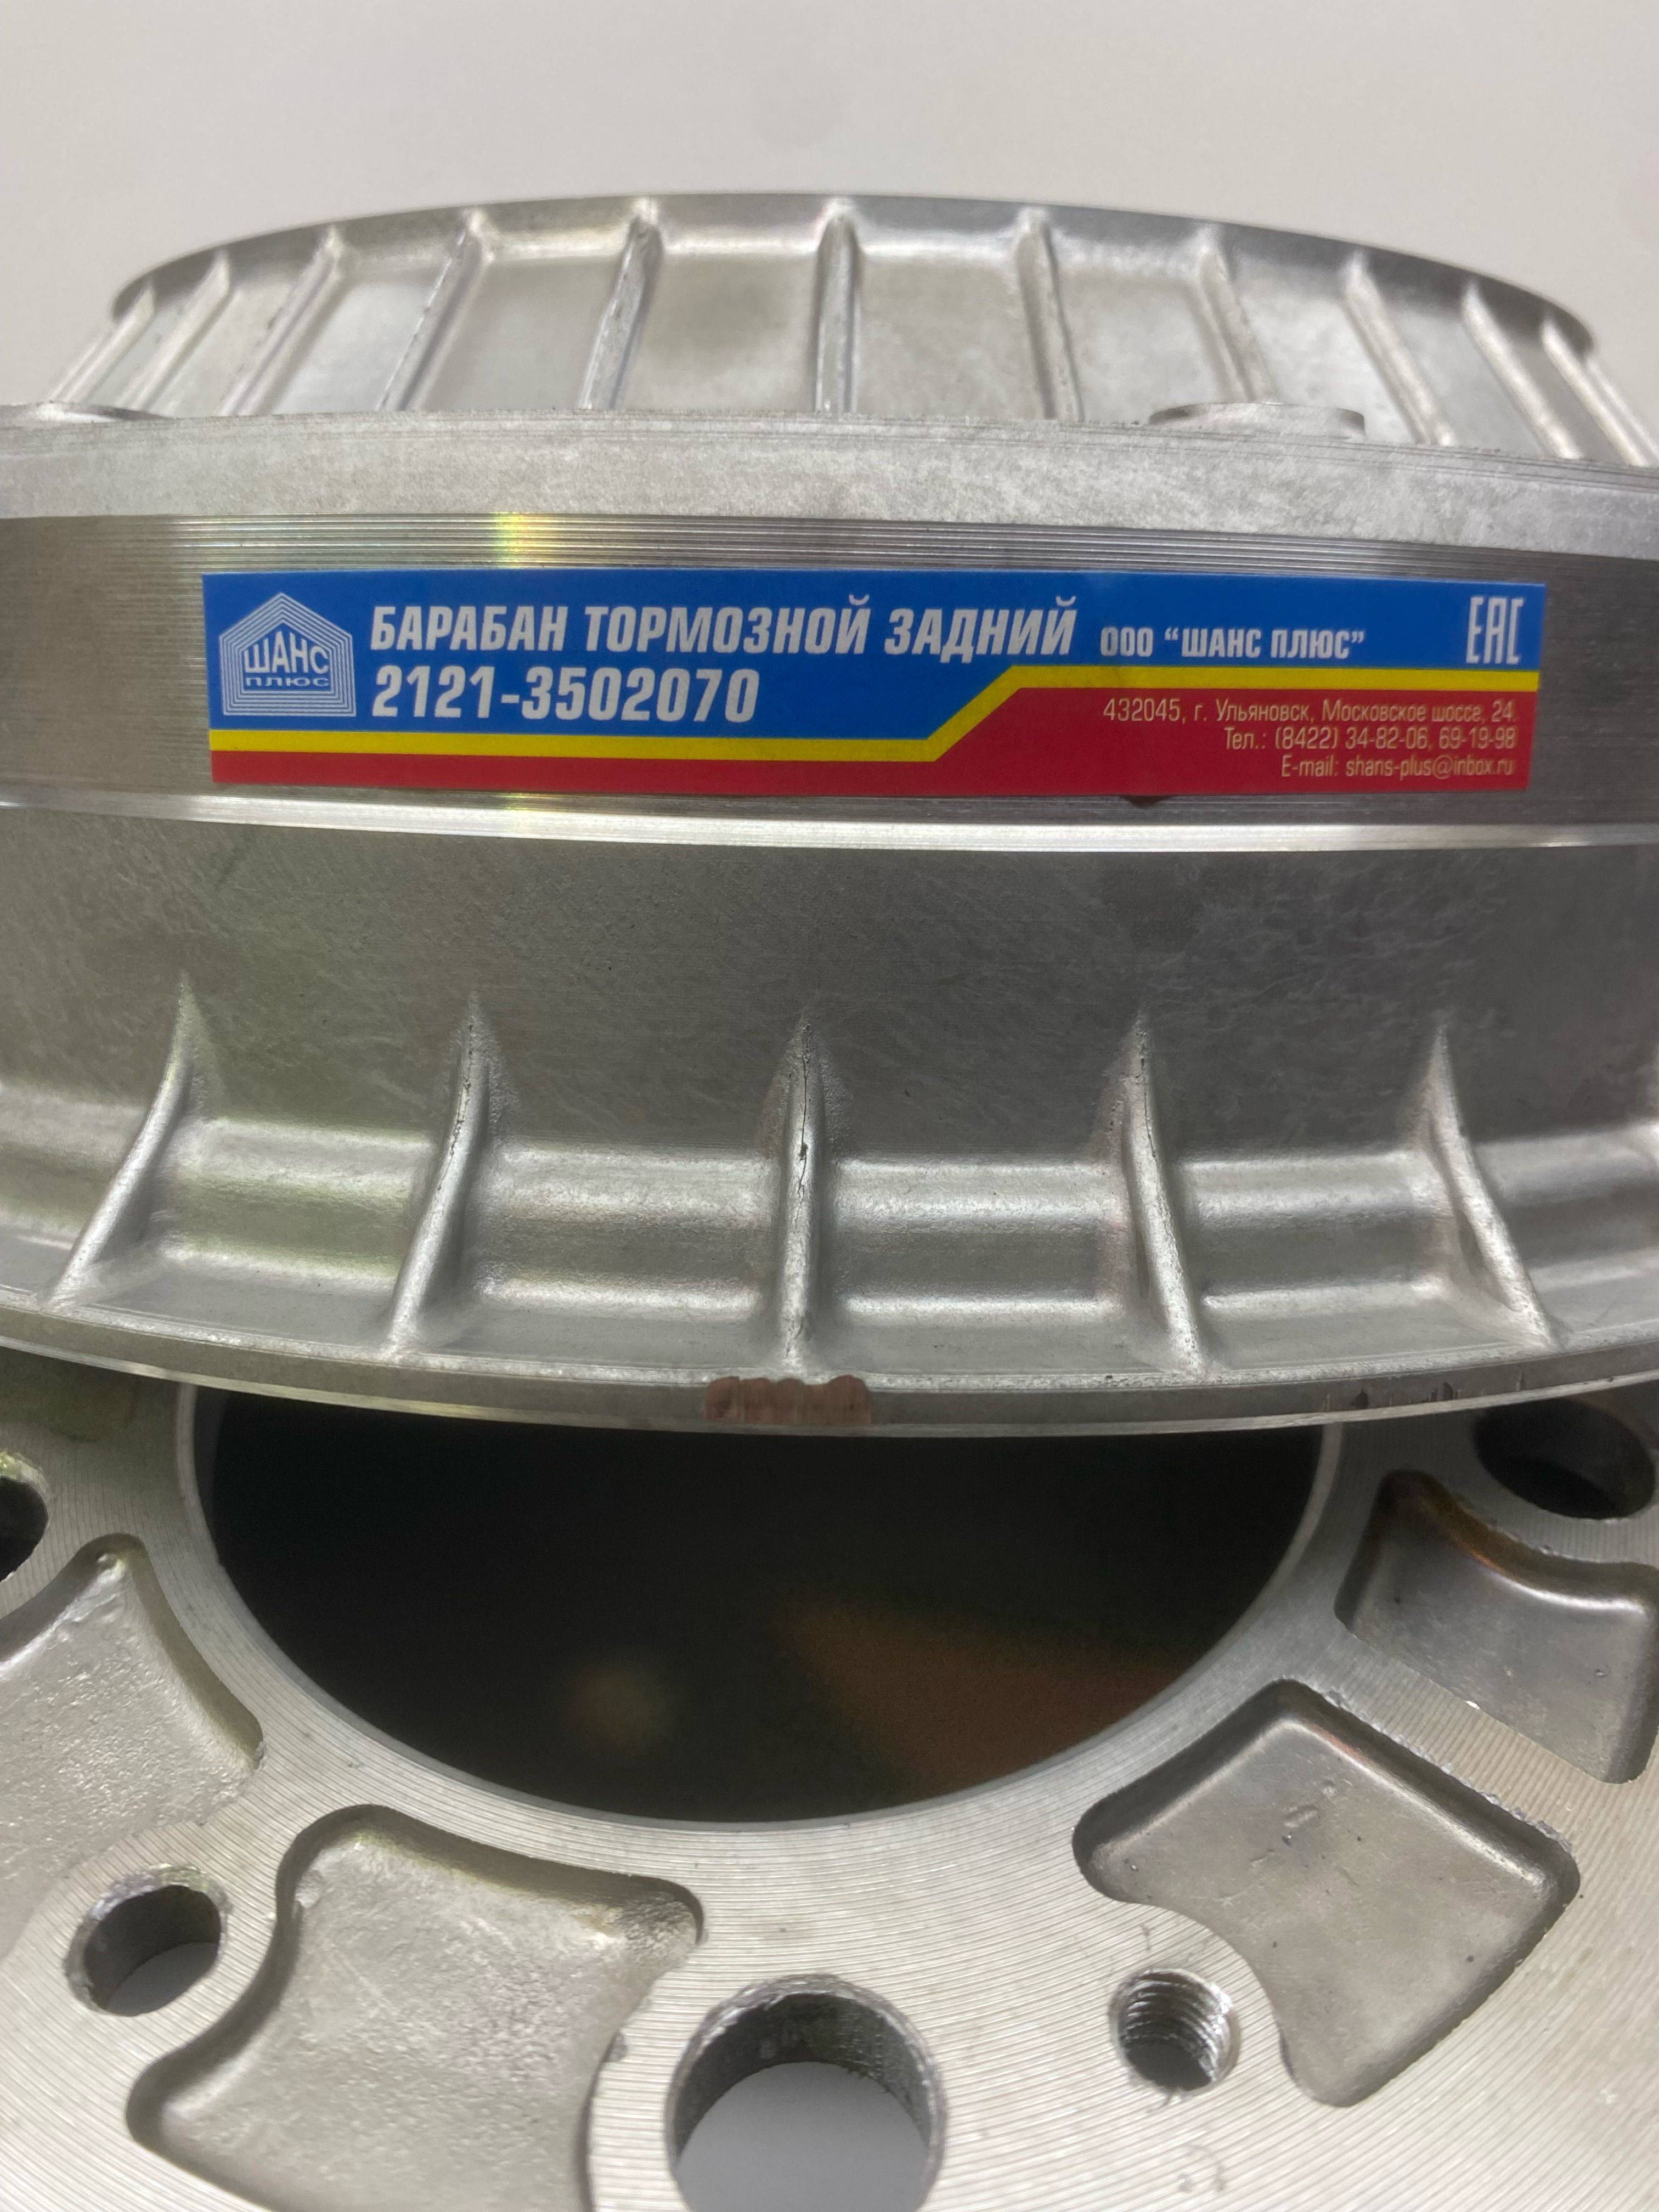 ШАНС
ПЛЮС
БАРАБАН ТОРМОЗНОЙ ЗАДНИЙ
2121-3502070
ООО "ШАНС ПЛЮС"
EAC
432045, г. Ульяновск, Московское шоссе, 24.
Тел.: (8422) 34-82-06, 69-19-98
E-mail: shans-plus@inbox.ru